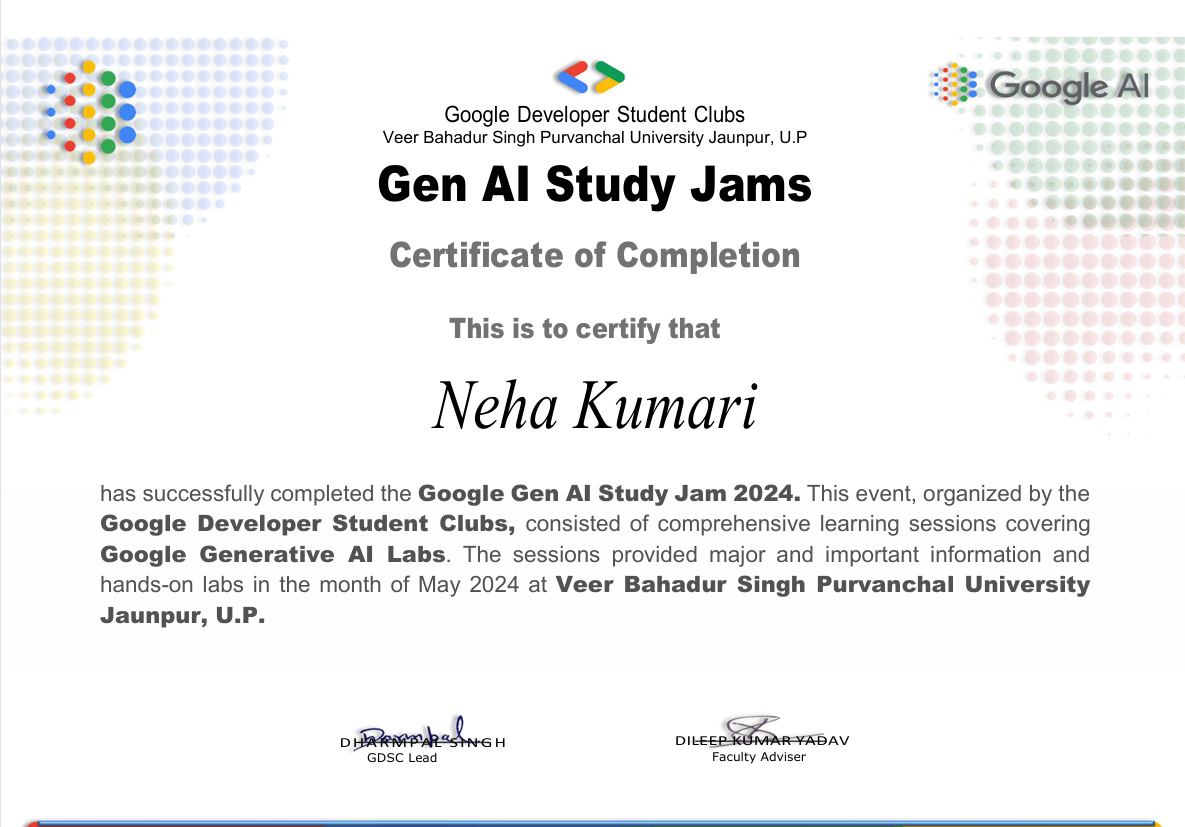 Google AI
Google Developer Student Clubs
Veer Bahadur Singh Purvanchal University Jaunpur, U.P
Gen AI Study Jams
Certificate of Completion
This is to certify that
Neha Kumari
has successfully completed the Google Gen AI Study Jam 2024. This event, organized by the
Google Developer Student Clubs, consisted of comprehensive learning sessions covering
Google Generative AI Labs. The sessions provided major and important information and
hands-on labs in the month of May 2024 at Veer Bahadur Singh Purvanchal University
Jaunpur, U.P.
Darmpal
DHARMPAL SINGH
GDSC Lead
DILEEP KUMAR YADAV
Faculty Adviser